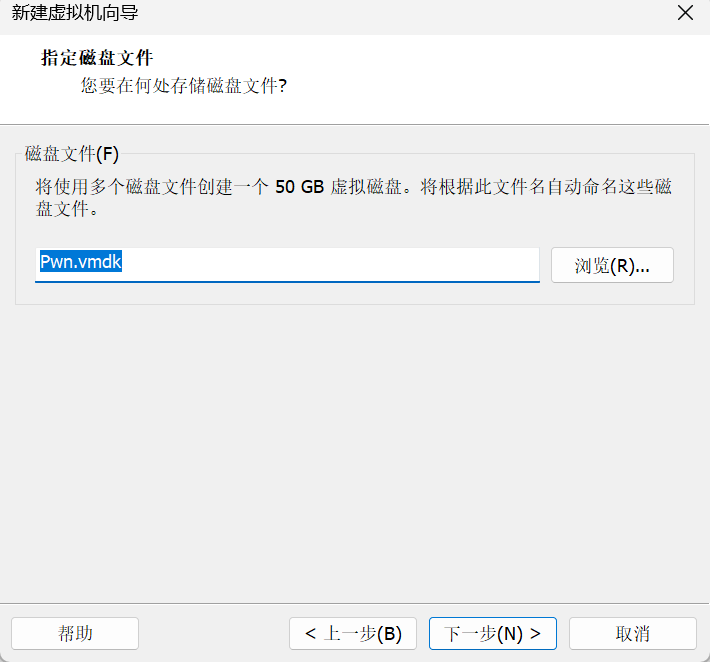 新建虚拟机向导
指定磁盘文件
您要在何处存储磁盘文件?
磁盘文件(F)
将使用多个磁盘文件创建一个 50 GB 虚拟磁盘。将根据此文件名自动命名这些磁
盘文件。
Pwn.vmdk
浏览(R)...
帮助
< 上一步(B)
下一步(N) >
取消